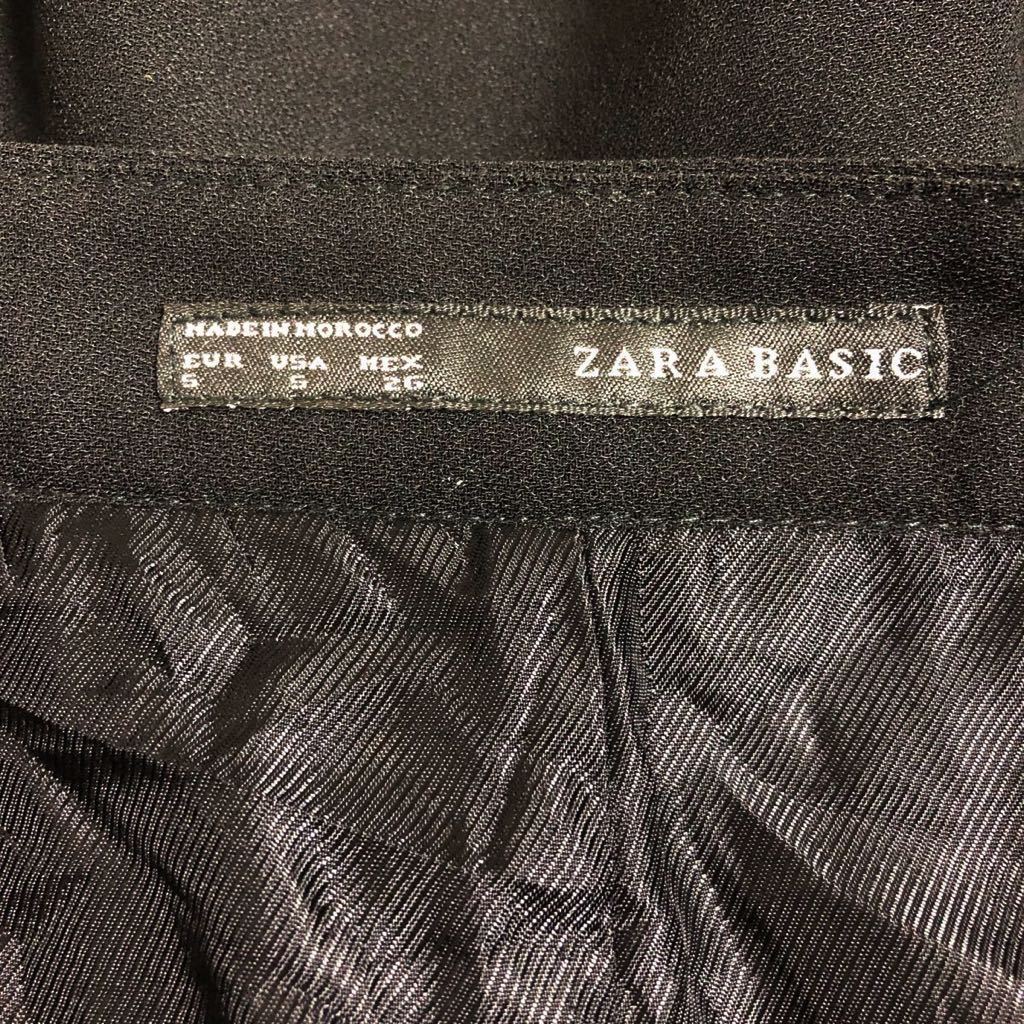 MADE IN MOROCCO
EUR USA MEX
S S 26
ZARA BASIC